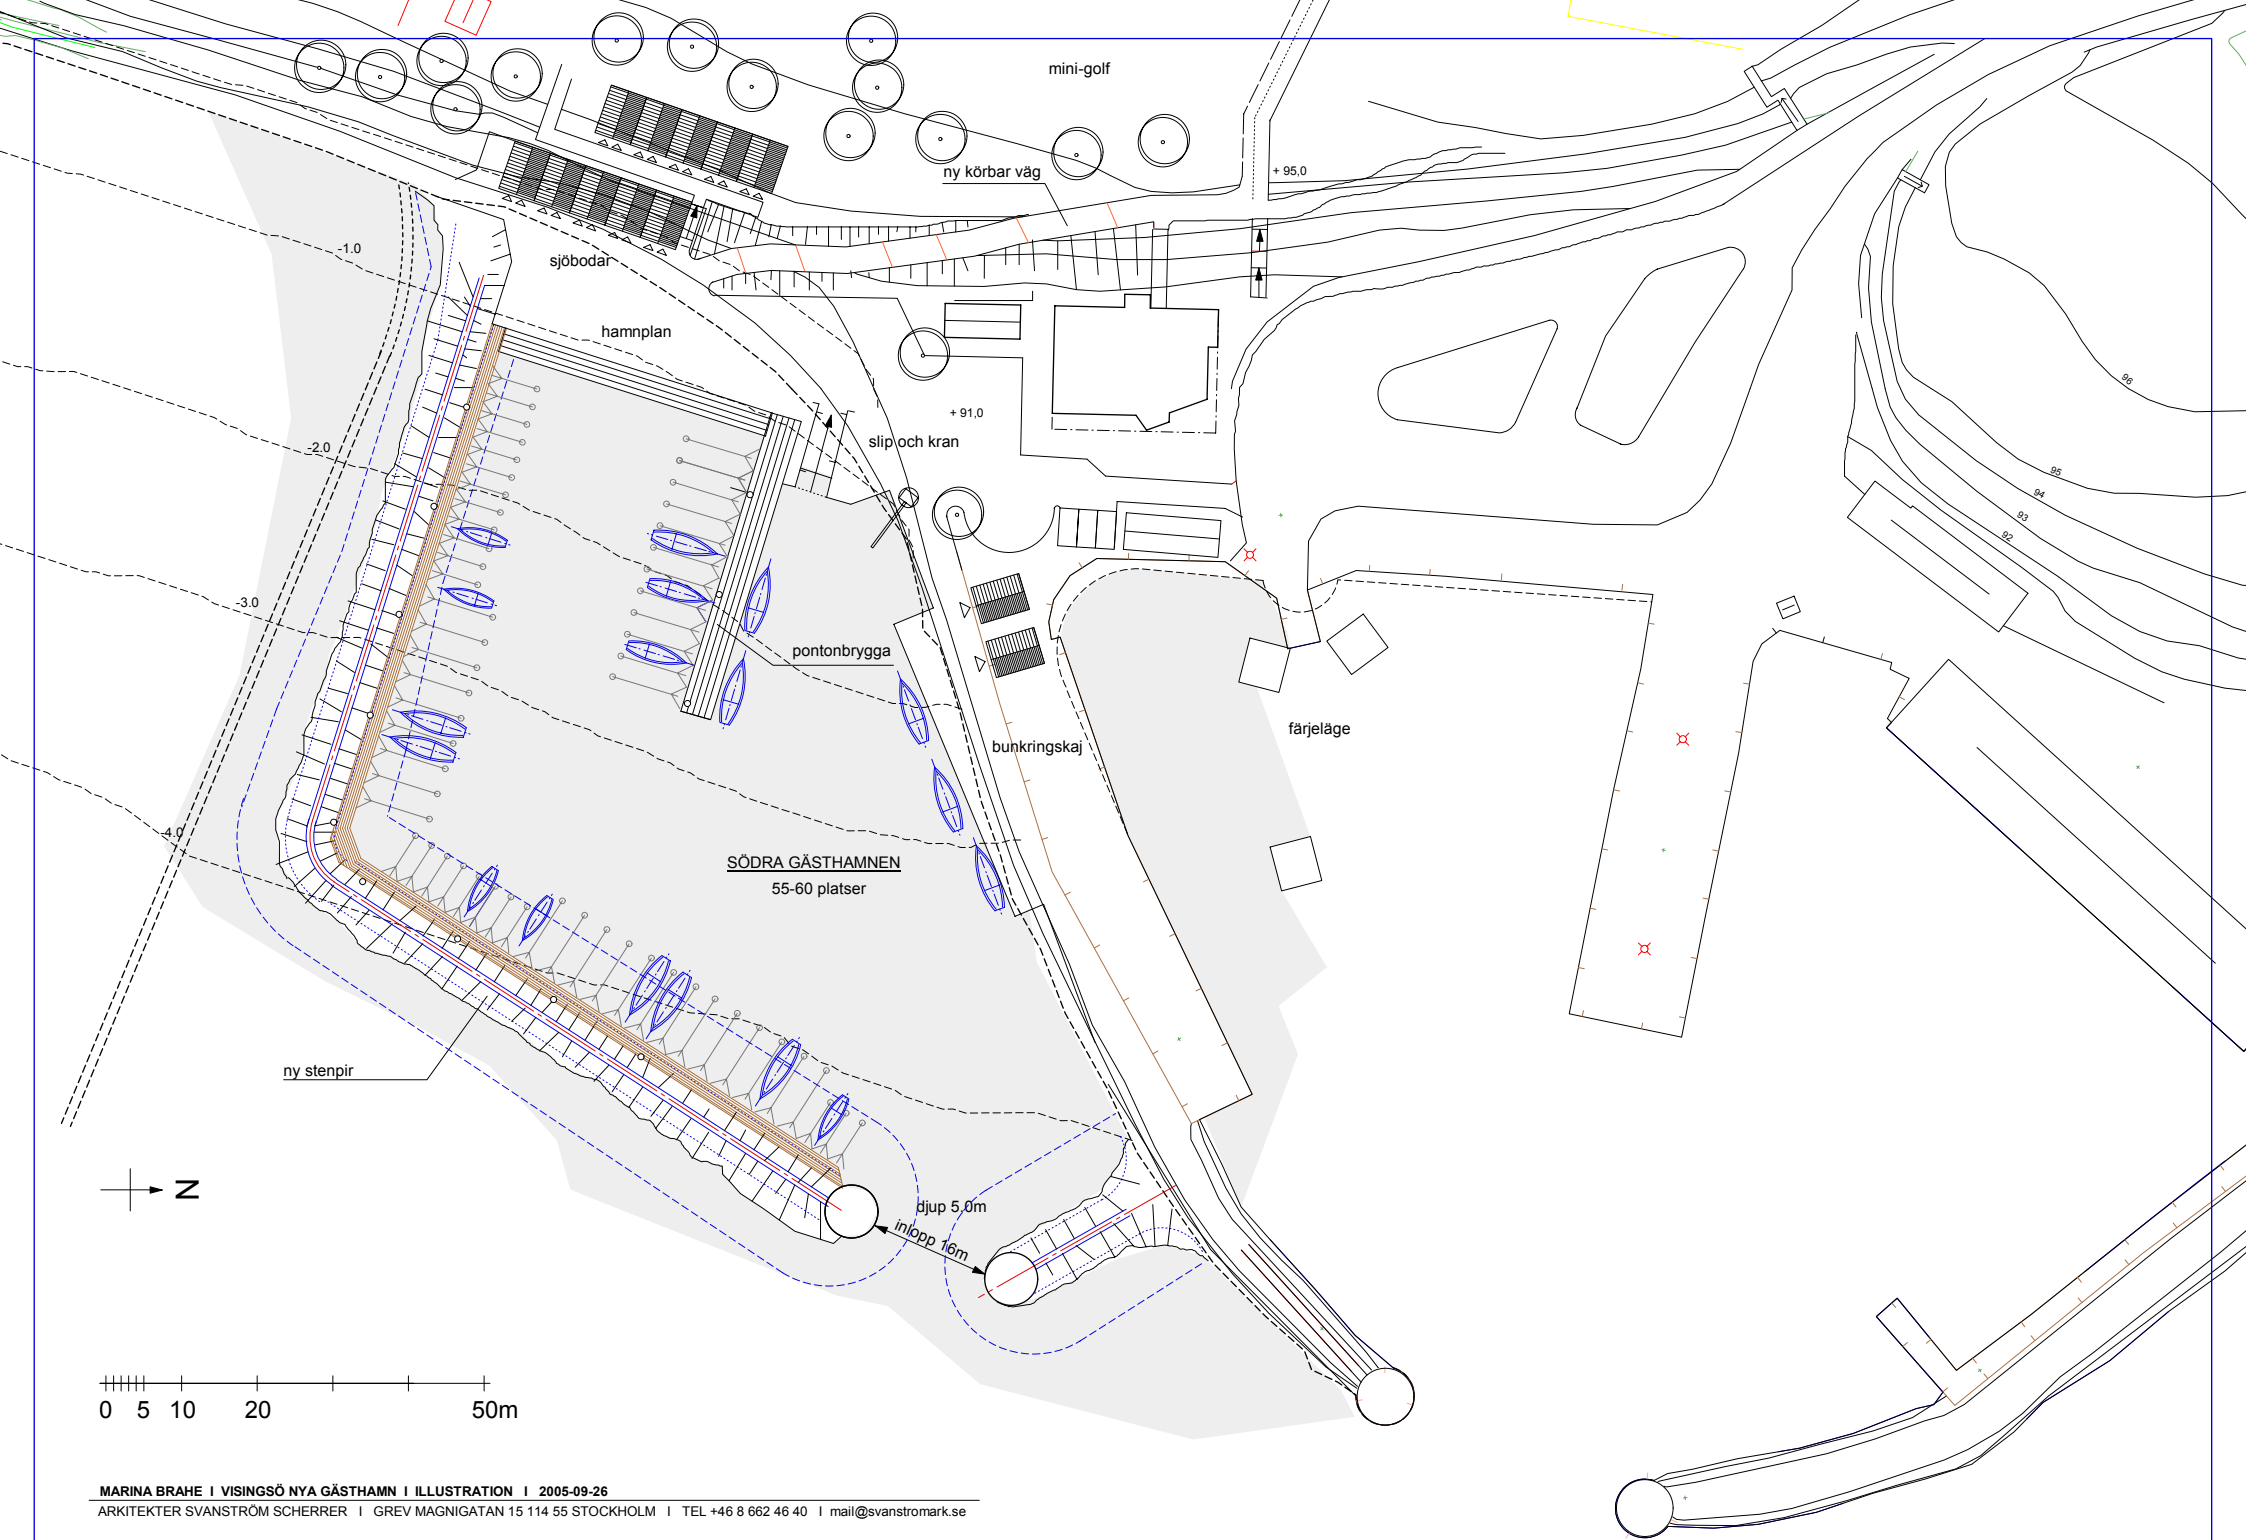 mini-golf
ny körbar väg
+ 95,0
-1.0
sjöbodar
hamnplan
96
+ 91,0
slip och kran
-2.0
95
94
93
92
-3.0
pontonbrygga
färjeläge
bunkringskaj
-4.0
SÖDRA GÄSTHAMNEN
55-60 platser
ny stenpir
N
djup 5,0m
inlopp 16m
0 5 10 20 50m
MARINA BRAHE I VISINGSÖ NYA GÄSTHAMN I ILLUSTRATION I 2005-09-26
ARKITEKTER SVANSTRÖM SCHERRER I GREV MAGNIGATAN 15 114 55 STOCKHOLM I TEL +46 8 662 46 40 I mail@svanstromark.se